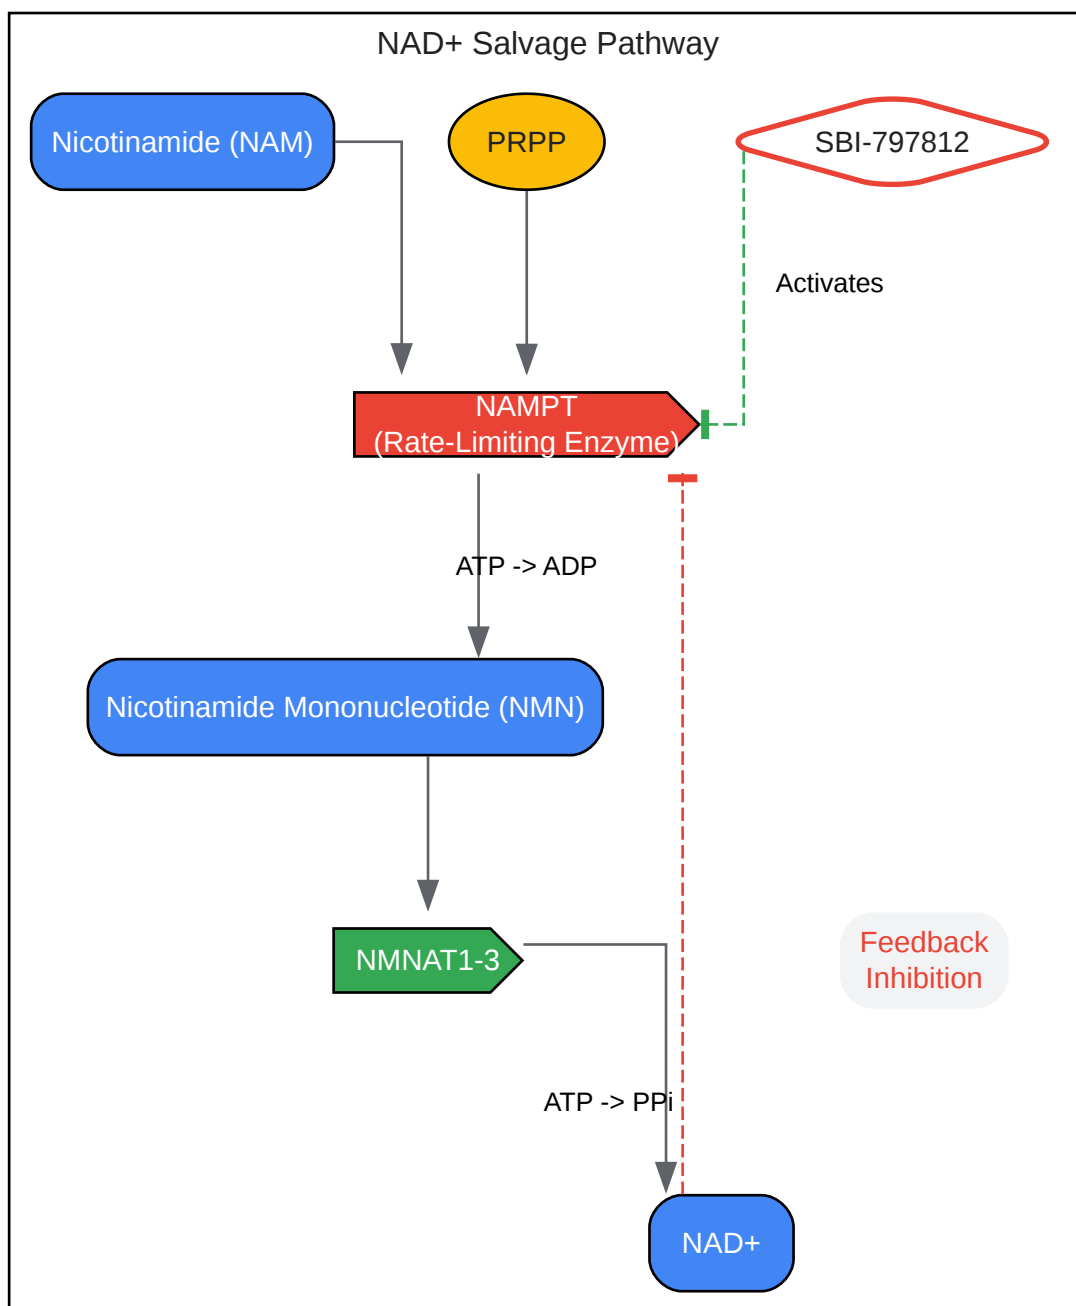 NAD+ Salvage Pathway
Nicotinamide (NAM)
PRPP
SBI-797812
Activates
NAMPT
(Rate-Limiting Enzyme)
ATP -> ADP
Nicotinamide Mononucleotide (NMN)
NMNAT1-3
Feedback
Inhibition
ATP -> PPi
NAD+